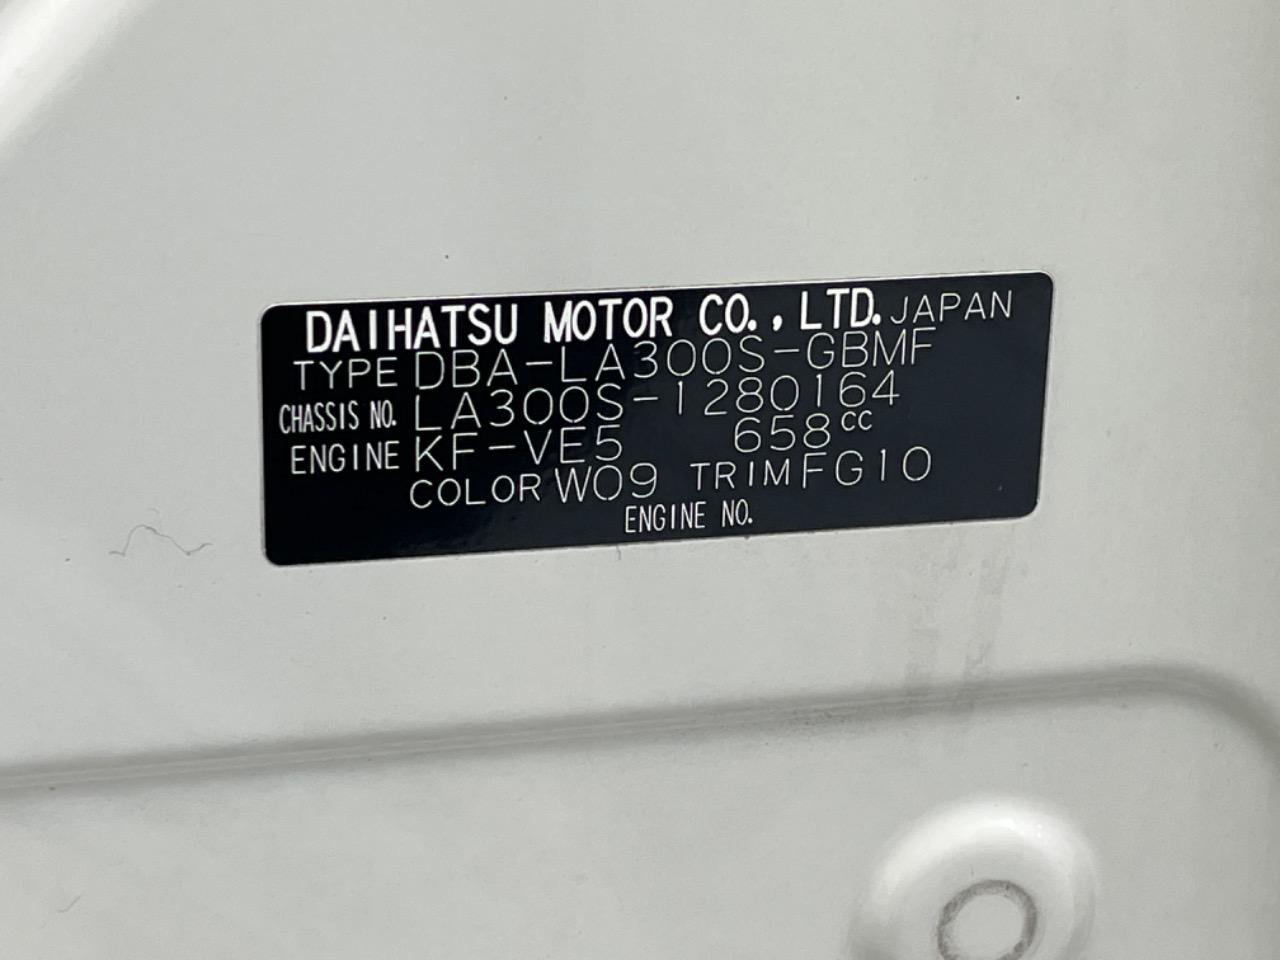 DAIHATSU MOTOR CO.,LTD. JAPAN
TYPE DBA-LA300S-GBMF
CHASSIS NO. LA300S-1280164
ENGINE KF-VE5 658cc
COLOR W09 TRIM FG10
ENGINE NO.